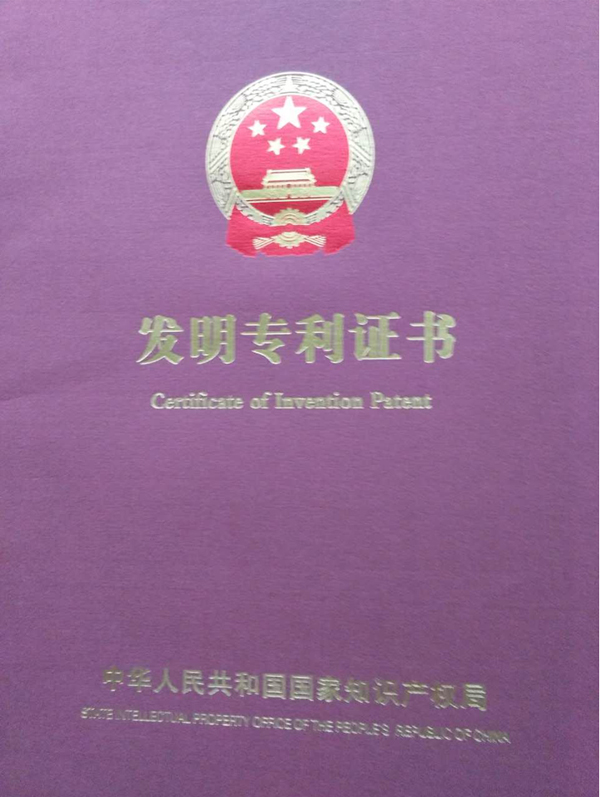 发明专利证书
Certificate of Invention Patent
中华人民共和国国家知识产权局
STATE INTELLECTUAL PROPERTY OFFICE OF THE PEOPLE'S REPUBLIC OF CHINA